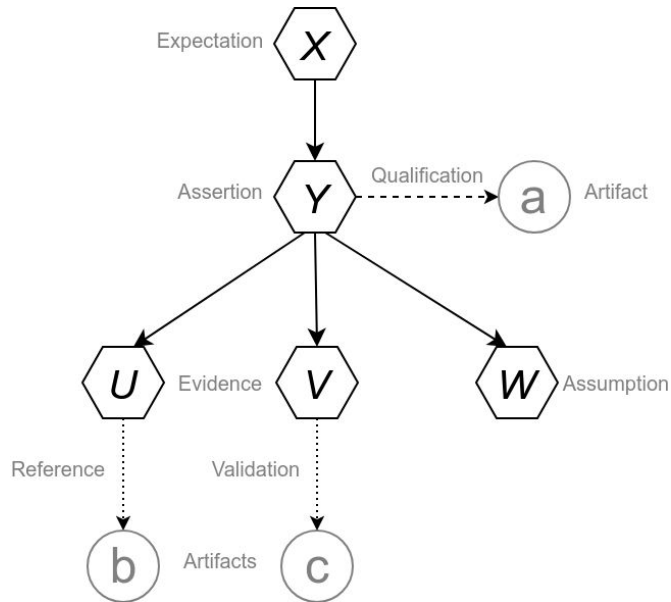 Expectation
X
Qualification
Assertion
Y
a
Artifact
U
Evidence
V
W
Assumption
Reference
Validation
b
Artifacts
c